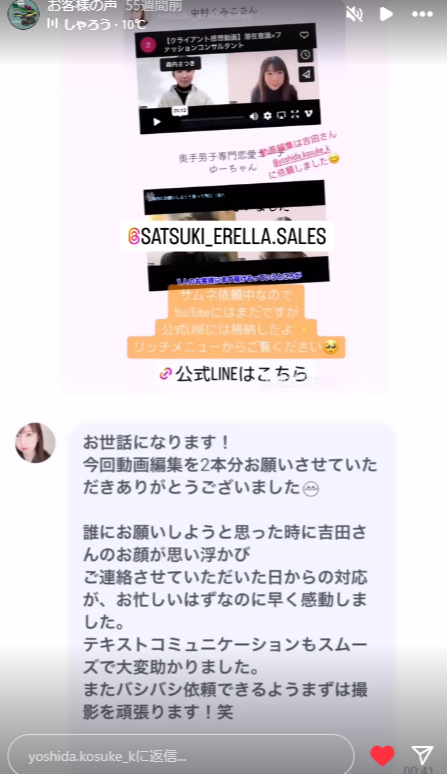 お客様の声 55週間前
しゃろう・10℃
中村くみこさん
【クライアント感想動画】潜在意識×フ
ァッションコンサルタント
森内さつき
動画編集は吉田さん
@yoshida.kosuke_k
に依頼しました😊
奥手男子専門恋愛
ゆーちゃん
@SATSUKI_ERELLA.SALES
サムネ依頼中なので
YouTubeにはまだですが
公式LINEには格納したよ✨
リッチメニューからご覧ください🥺
公式LINEはこちら
お世話になります！
今回動画編集を2本分お願いさせていた
だきありがとうございました😊
誰にお願いしようと思った時に吉田さ
んのお顔が思い浮かび
ご連絡させていただいた日からの対応
が、お忙しいはずなのに早く感動しま
した。
テキストコミュニケーションもスムー
ズで大変助かりました。
またバシバシ依頼できるようまずは撮
影を頑張ります！笑
yoshida.kosuke_kに返信...
00:41